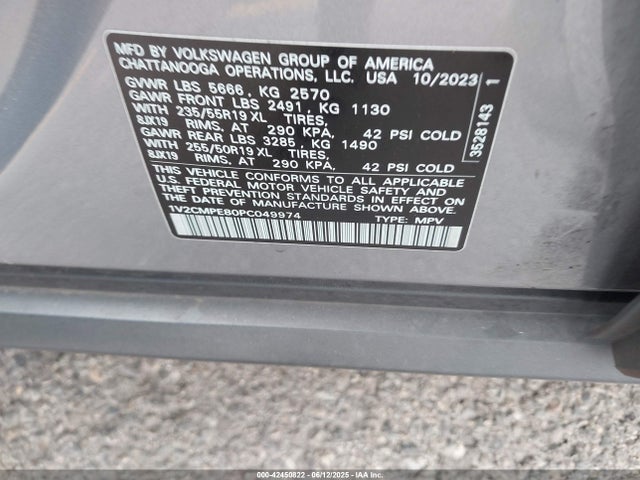 MFD BY VOLKSWAGEN GROUP OF AMERICA
CHATTANOOGA OPERATIONS, LLC. USA 10/2023
GVWR LBS 5666, KG 2570
GAWR FRONT LBS 2491, KG 1130
WITH 235/55R19 XL TIRES,
8JX19 RIMS, AT 290 KPA, 42 PSI COLD
GAWR REAR LBS 3285, KG 1490
WITH 255/50R19 XL TIRES,
8JX19 RIMS, AT 290 KPA, 42 PSI COLD
THIS VEHICLE CONFORMS TO ALL APPLICABLE
U.S. FEDERAL MOTOR VEHICLE SAFETY AND
THEFT PREVENTION STANDARDS IN EFFECT ON
THE DATE OF MANUFACTURE SHOWN ABOVE.
1V2CMPE80PC049974 TYPE: MPV
3528143 1
000-42450822 - 06/12/2025 - IAA Inc.